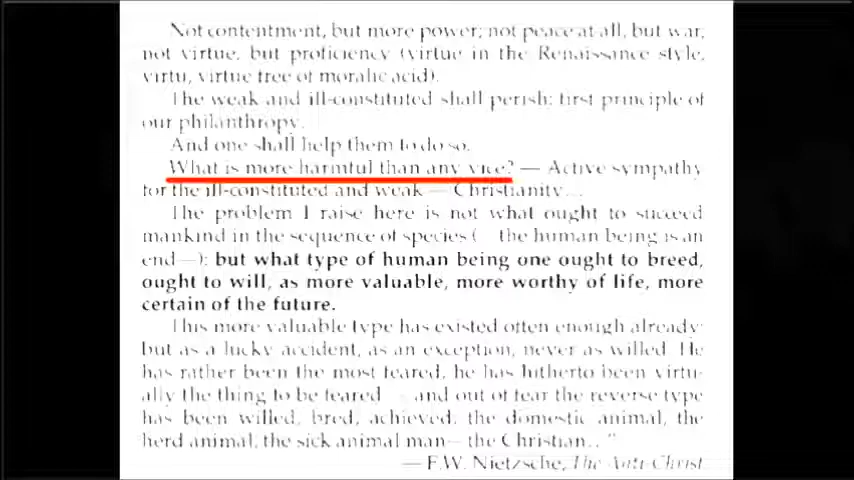 Not contentment, but more power; not peace at all, but war;
not virtue, but proficiency (virtue in the Renaissance style,
virtu, virtue free of moralic acid).
The weak and ill-constituted shall perish: first principle of
our philanthropy.
And one shall help them to do so.
What is more harmful than any vice? — Active sympathy
for the ill-constituted and weak — Christianity...
The problem I raise here is not what ought to succeed
mankind in the sequence of species (— the human being is an
end—): but what type of human being one ought to breed,
ought to will, as more valuable, more worthy of life, more
certain of the future.
This more valuable type has existed often enough already:
but as a lucky accident, as an exception, never as willed. He
has rather been the most feared, he has hitherto been virtu-
ally the thing to be feared — and out of fear the reverse type
has been willed, bred, achieved: the domestic animal, the
herd animal, the sick animal man— the Christian..."
— F.W. Nietzsche, The Anti-Christ